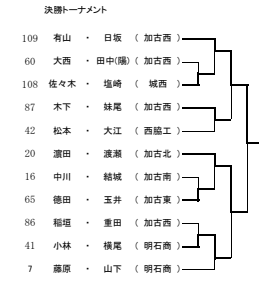 決勝トーナメント
109 有山 ・ 日坂 ( 加古西 )
60 大西 ・ 田中(陽) ( 加古西 )
108 佐々木 ・ 塩崎 ( 城西 )
87 木下 ・ 妹尾 ( 加古西 )
42 松本 ・ 大江 ( 西脇工 )
20 濵田 ・ 渡瀬 ( 加古北 )
16 中川 ・ 結城 ( 加古南 )
65 德田 ・ 玉井 ( 加古東 )
86 稲垣 ・ 重田 ( 加古西 )
41 小林 ・ 横尾 ( 明石商 )
7 藤原 ・ 山下 ( 明石商 )